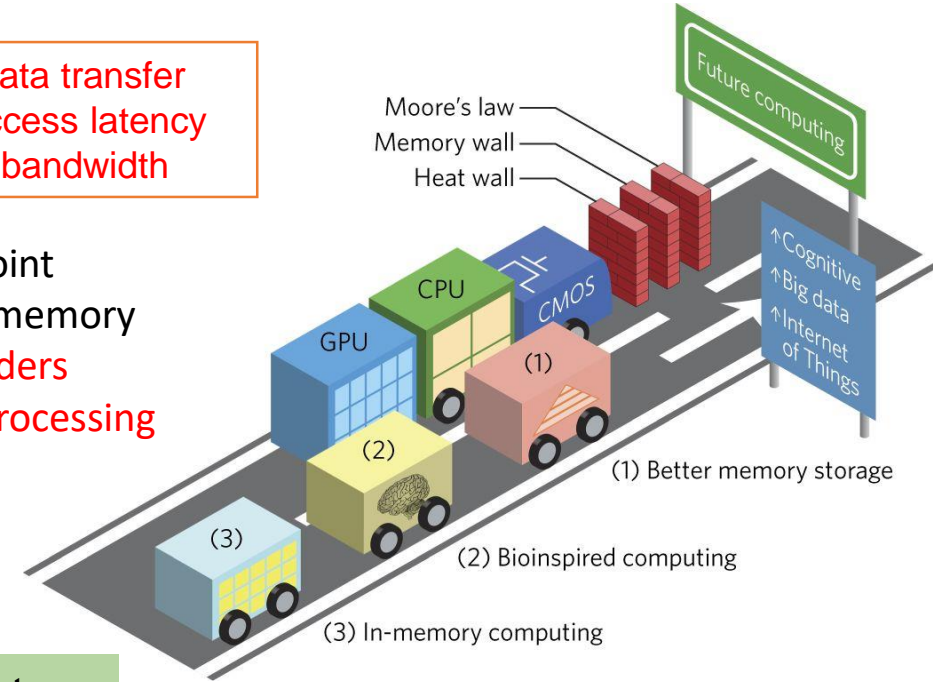 ata transfer
ccess latency
bandwidth
oint
memory
ders
rocessing
Future computing
Moore's law
Memory wall
Heat wall
↑Cognitive
↑Big data
↑Internet
of Things
CMOS
CPU
GPU
(1)
(2)
(3)
(1) Better memory storage
(2) Bioinspired computing
(3) In-memory computing